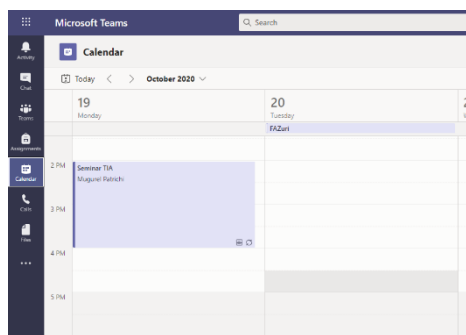 Microsoft Teams
Search
Activity
Chat
Teams
Assignments
Calendar
Calls
Files
Calendar
Today
October 2020
19
Monday
20
Tuesday
FAZuri
2 PM
Seminar TIA
Mugurel Patrichi
3 PM
4 PM
5 PM